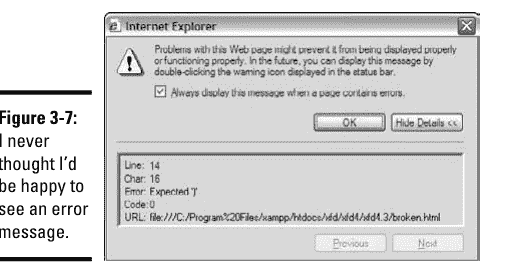 Internet Explorer
Problems with this Web page might prevent it from being displayed properly
or functioning properly. In the future, you can display this message by
double-clicking the warning icon displayed in the status bar.
Always display this message when a page contains errors.
OK
Hide Details <<
Line: 14
Char: 16
Error: Expected ')'
Code:0
URL: file:///C:/Program%20Files/xampp/htdocs/xfd/xfd4/xfd4.3/broken.html
Previous
Next
Figure 3-7:
I never
thought I'd
be happy to
see an error
message.